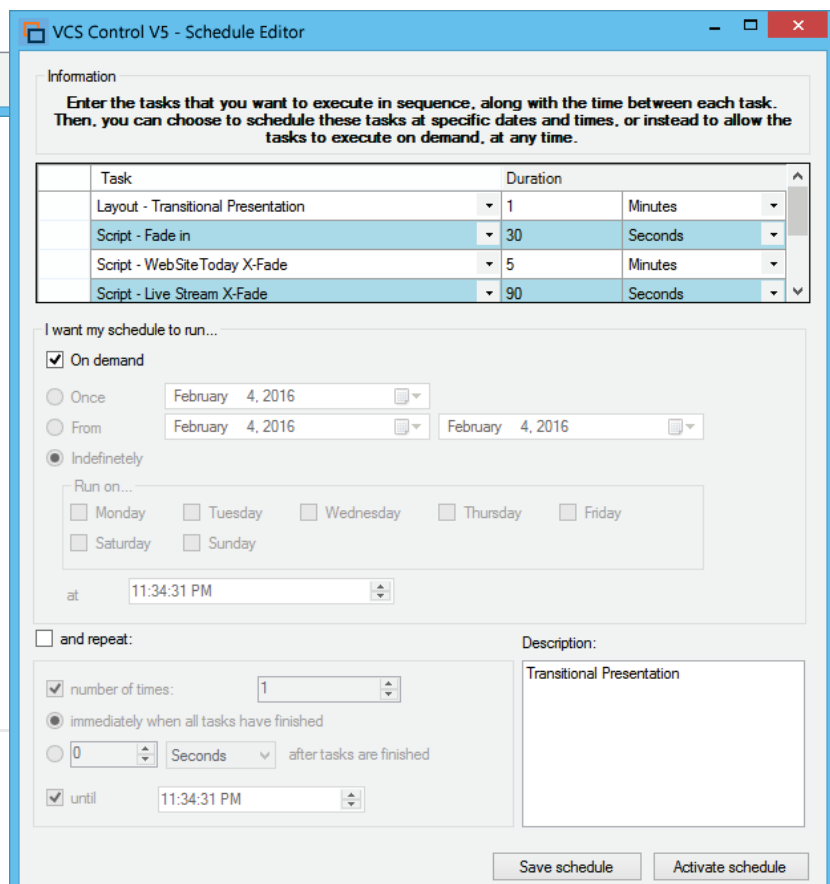 VCS Control V5 - Schedule Editor
Information
Enter the tasks that you want to execute in sequence, along with the time between each task.
Then, you can choose to schedule these tasks at specific dates and times, or instead to allow the
tasks to execute on demand, at any time.
Task Duration
Layout - Transitional Presentation 1 Minutes
Script - Fade in 30 Seconds
Script - WebSiteToday X-Fade 5 Minutes
Script - Live Stream X-Fade 90 Seconds
I want my schedule to run...
On demand
Once February 4, 2016
From February 4, 2016 February 4, 2016
Indefinetely
Run on...
Monday Tuesday Wednesday Thursday Friday
Saturday Sunday
at 11:34:31 PM
and repeat:
number of times: 1
immediately when all tasks have finished
0 Seconds after tasks are finished
until 11:34:31 PM
Description:
Transitional Presentation
Save schedule Activate schedule